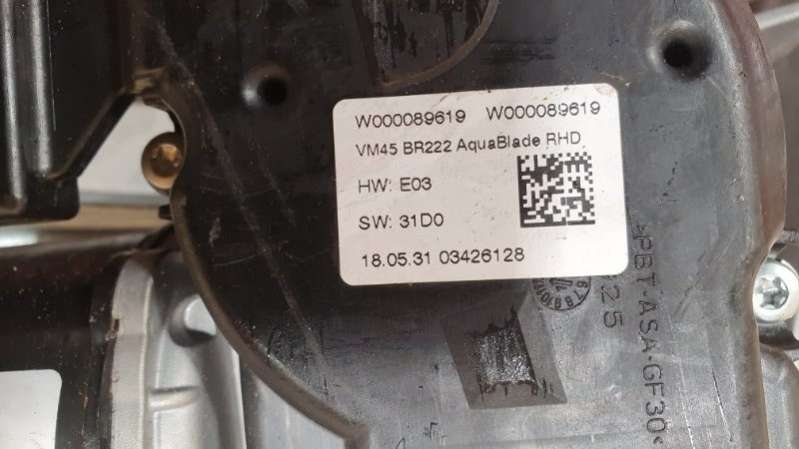 W000089619 W000089619
VM45 BR222 AquaBlade RHD
HW: E03
SW: 31D0
18.05.31 03426128
>PBT-ASA-GF30<